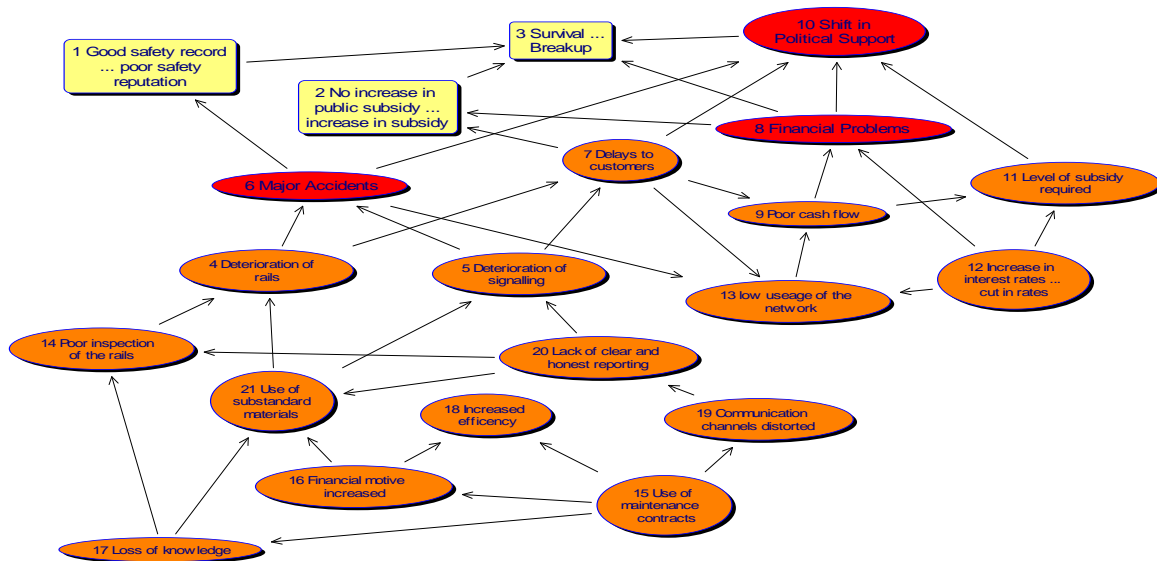 10 Shift in
Political Support
3 Survival ...
Breakup
1 Good safety record
... poor safety
reputation
2 No increase in
public subsidy ...
increase in subsidy
8 Financial Problems
7 Delays to
customers
11 Level of subsidy
required
6 Major Accidents
9 Poor cash flow
4 Deterioration of
rails
5 Deterioration of
signalling
12 Increase in
interest rates ...
cut in rates
13 low useage of the
network
14 Poor inspection
of the rails
20 Lack of clear and
honest reporting
21 Use of
substandard
materials
18 Increased
efficency
19 Communication
channels distorted
16 Financial motive
increased
15 Use of
maintenance
contracts
17 Loss of knowledge